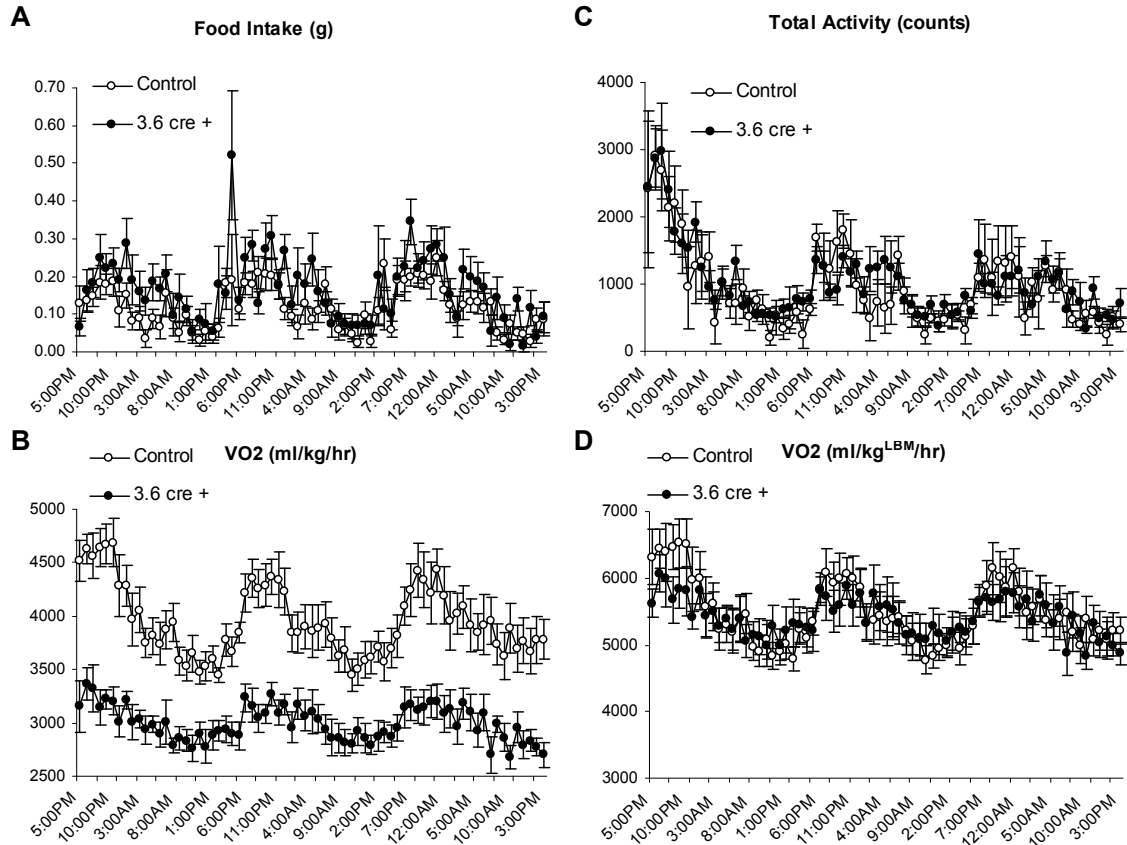 A
Food Intake (g)
Control
3.6 cre +
0.70
0.60
0.50
0.40
0.30
0.20
0.10
0.00
5:00PM
10:00PM
3:00AM
8:00AM
1:00PM
6:00PM
11:00PM
4:00AM
9:00AM
2:00PM
7:00PM
12:00AM
5:00AM
10:00AM
3:00PM
B
VO2 (ml/kg/hr)
Control
3.6 cre +
5000
4500
4000
3500
3000
2500
5:00PM
10:00PM
3:00AM
8:00AM
1:00PM
6:00PM
11:00PM
4:00AM
9:00AM
2:00PM
7:00PM
12:00AM
5:00AM
10:00AM
3:00PM
C
Total Activity (counts)
Control
3.6 cre +
4000
3000
2000
1000
0
5:00PM
10:00PM
3:00AM
8:00AM
1:00PM
6:00PM
11:00PM
4:00AM
9:00AM
2:00PM
7:00PM
12:00AM
5:00AM
10:00AM
3:00PM
D
VO2 (ml/kg^LBM/hr)
Control
3.6 cre +
7000
6000
5000
4000
3000
5:00PM
10:00PM
3:00AM
8:00AM
1:00PM
6:00PM
11:00PM
4:00AM
9:00AM
2:00PM
7:00PM
12:00AM
5:00AM
10:00AM
3:00PM